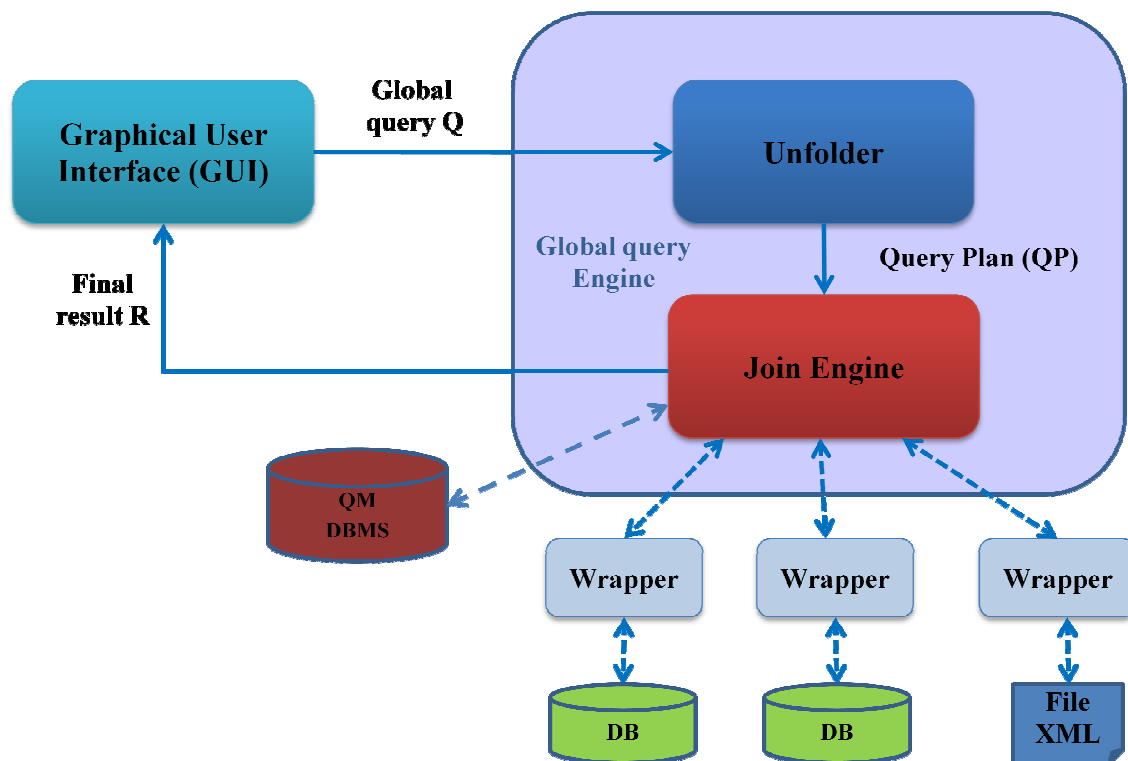 Global
query Q
Graphical User
Interface (GUI)
Unfolder
Global query
Engine
Query Plan (QP)
Final
result R
Join Engine
QM
DBMS
Wrapper
Wrapper
Wrapper
DB
DB
File
XML